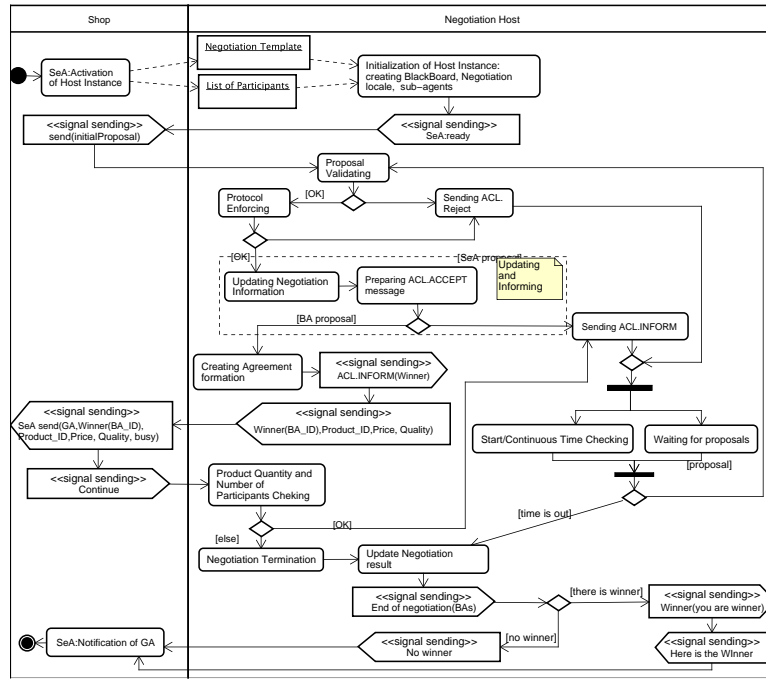 Shop
Negotiation Host
Negotiation Template
SeA:Activation
of Host Instance
List of Participants
Initialization of Host Instance:
creating BlackBoard, Negotiation
locale, sub−agents
<<signal sending>>
send(initialProposal)
<<signal sending>>
SeA:ready
Proposal
Validating
Protocol
Enforcing
[OK]
Sending ACL.
Reject
[OK]
[SeA proposal]
Updating Negotiation
Information
Preparing ACL.ACCEPT
message
Updating
and
Informing
[BA proposal]
Sending ACL.INFORM
Creating Agreement
formation
<<signal sending>>
ACL.INFORM(Winner)
<<signal sending>>
SeA send(GA,Winner(BA_ID),
Product_ID,Price, Quality, busy)
<<signal sending>>
Winner(BA_ID),Product_ID,Price, Quality)
Start/Continuous Time Checking
Waiting for proposals
[proposal]
<<signal sending>>
Continue
Product Quantity and
Number of
Participants Cheking
[OK]
[time is out]
[else]
Negotiation Termination
Update Negotiation
result
<<signal sending>>
End of negotiation(BAs)
[there is winner]
<<signal sending>>
Winner(you are winner)
[no winner]
SeA:Notification of GA
<<signal sending>>
No winner
<<signal sending>>
Here is the WInner